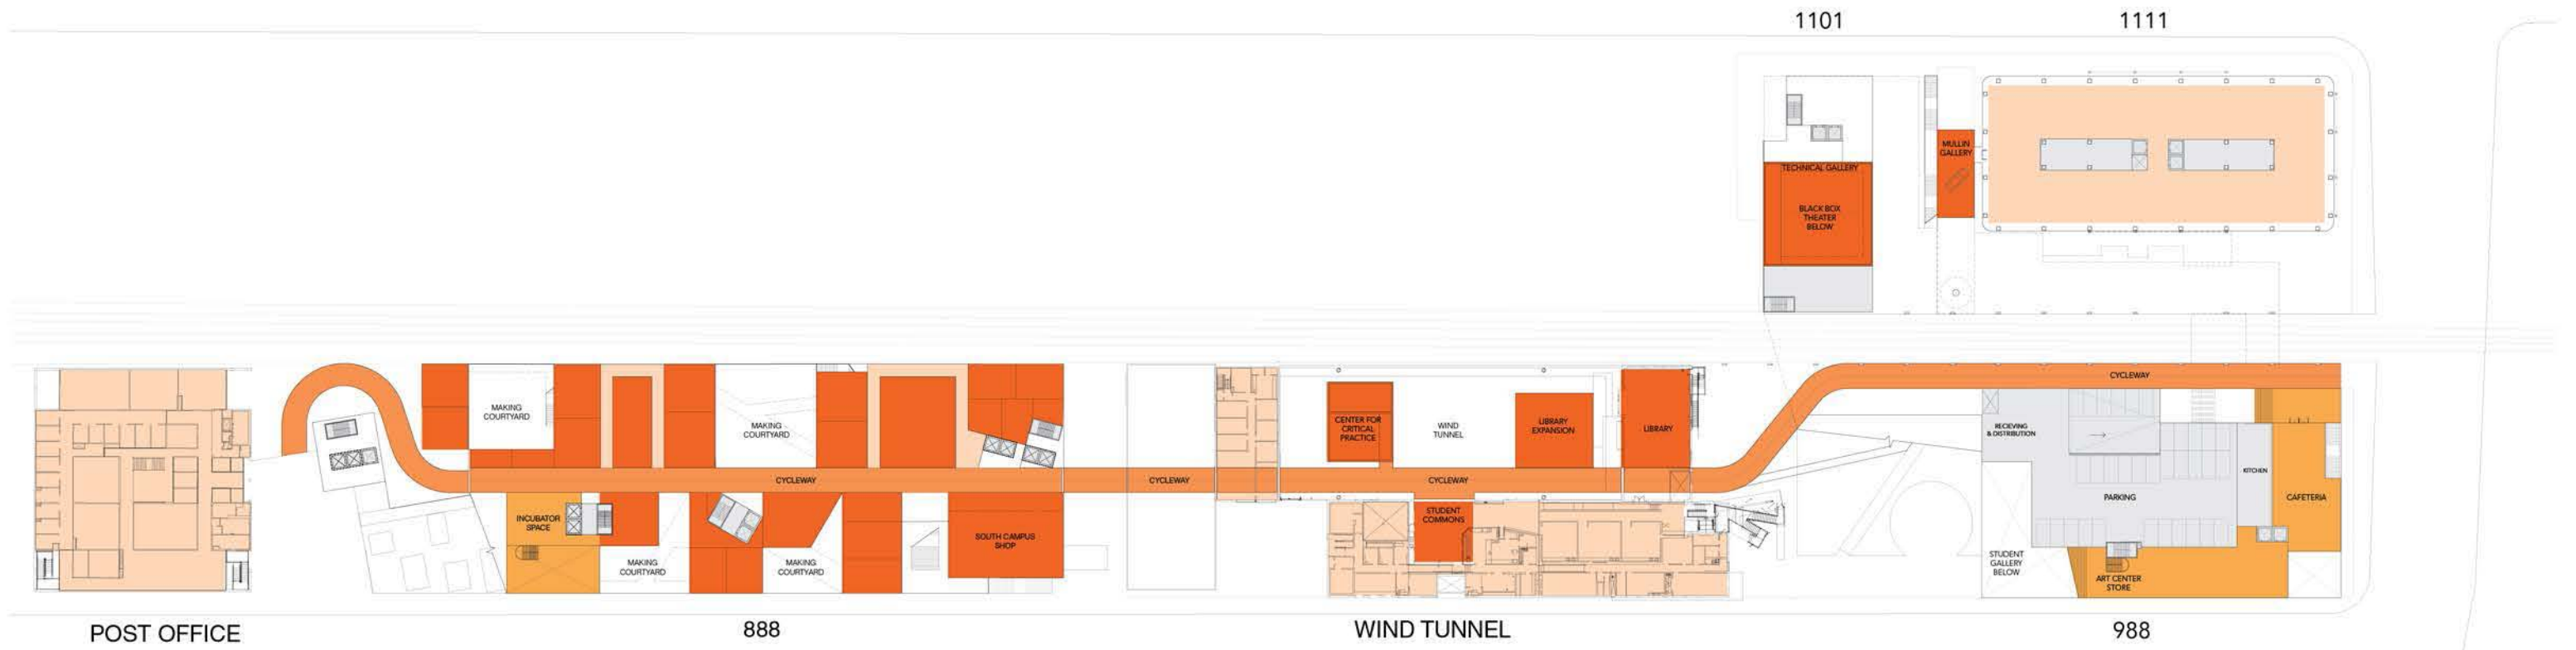 1101
1111
MULLIN
GALLERY
TECHNICAL GALLERY
BLACK BOX
THEATER
BELOW
CYCLEWAY
MAKING
COURTYARD
MAKING
COURTYARD
CENTER FOR
CRITICAL
PRACTICE
WIND
TUNNEL
LIBRARY
EXPANSION
LIBRARY
RECIEVING
& DISTRIBUTION
KITCHEN
CYCLEWAY
CYCLEWAY
CYCLEWAY
PARKING
CAFETERIA
INCUBATOR
SPACE
STUDENT
COMMONS
SOUTH CAMPUS
SHOP
MAKING
COURTYARD
MAKING
COURTYARD
STUDENT
GALLERY
BELOW
ART CENTER
STORE
POST OFFICE
888
WIND TUNNEL
988